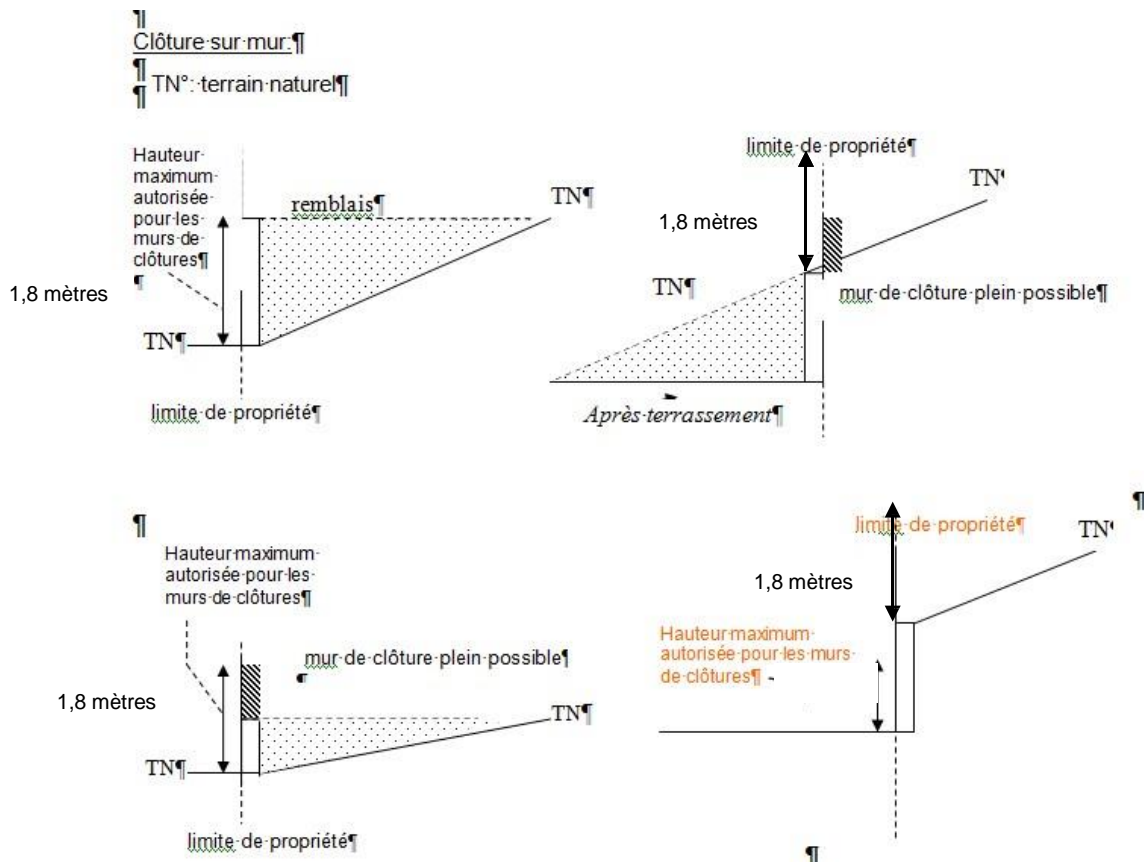 ¶
Clôture·sur·mur:¶
¶
¶ TN°:·terrain·naturel¶
Hauteur·
maximum·
autorisée·
pour·les·
murs·de·
clôtures¶
¶
1,8 mètres
remblais¶
TN¶
TN¶
limite·de·propriété¶
limite·de·propriété¶
1,8 mètres
TN¶
TN¶
mur·de·clôture·plein·possible¶
Après·terrassement¶
¶
Hauteur·maximum·
autorisée·pour·les·
murs·de·clôtures¶
1,8 mètres
mur·de·clôture·plein·possible¶
¶
TN¶
TN¶
limite·de·propriété¶
¶
limite·de·propriété¶
TN¶
1,8 mètres
Hauteur·maximum·
autorisée·pour·les·murs·
de·clôtures¶
¶